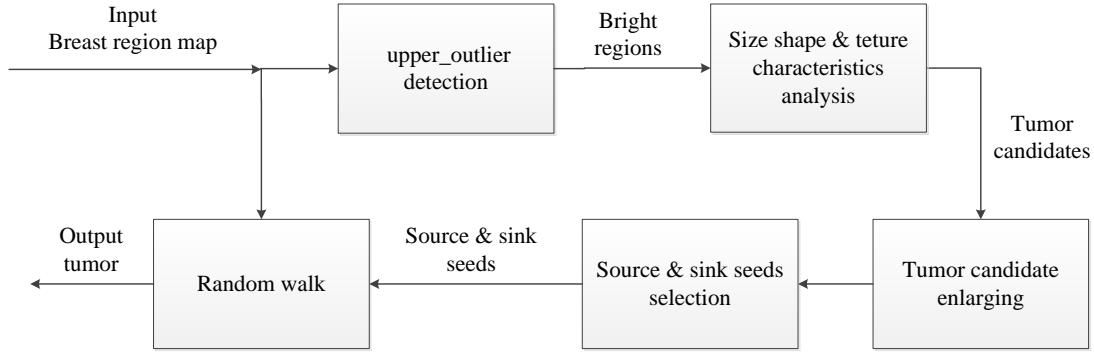 Input
Breast region map
upper_outlier
detection
Bright
regions
Size shape & teture
characteristics
analysis
Tumor
candidates
Tumor candidate
enlarging
Source & sink seeds
selection
Source & sink
seeds
Random walk
Output
tumor